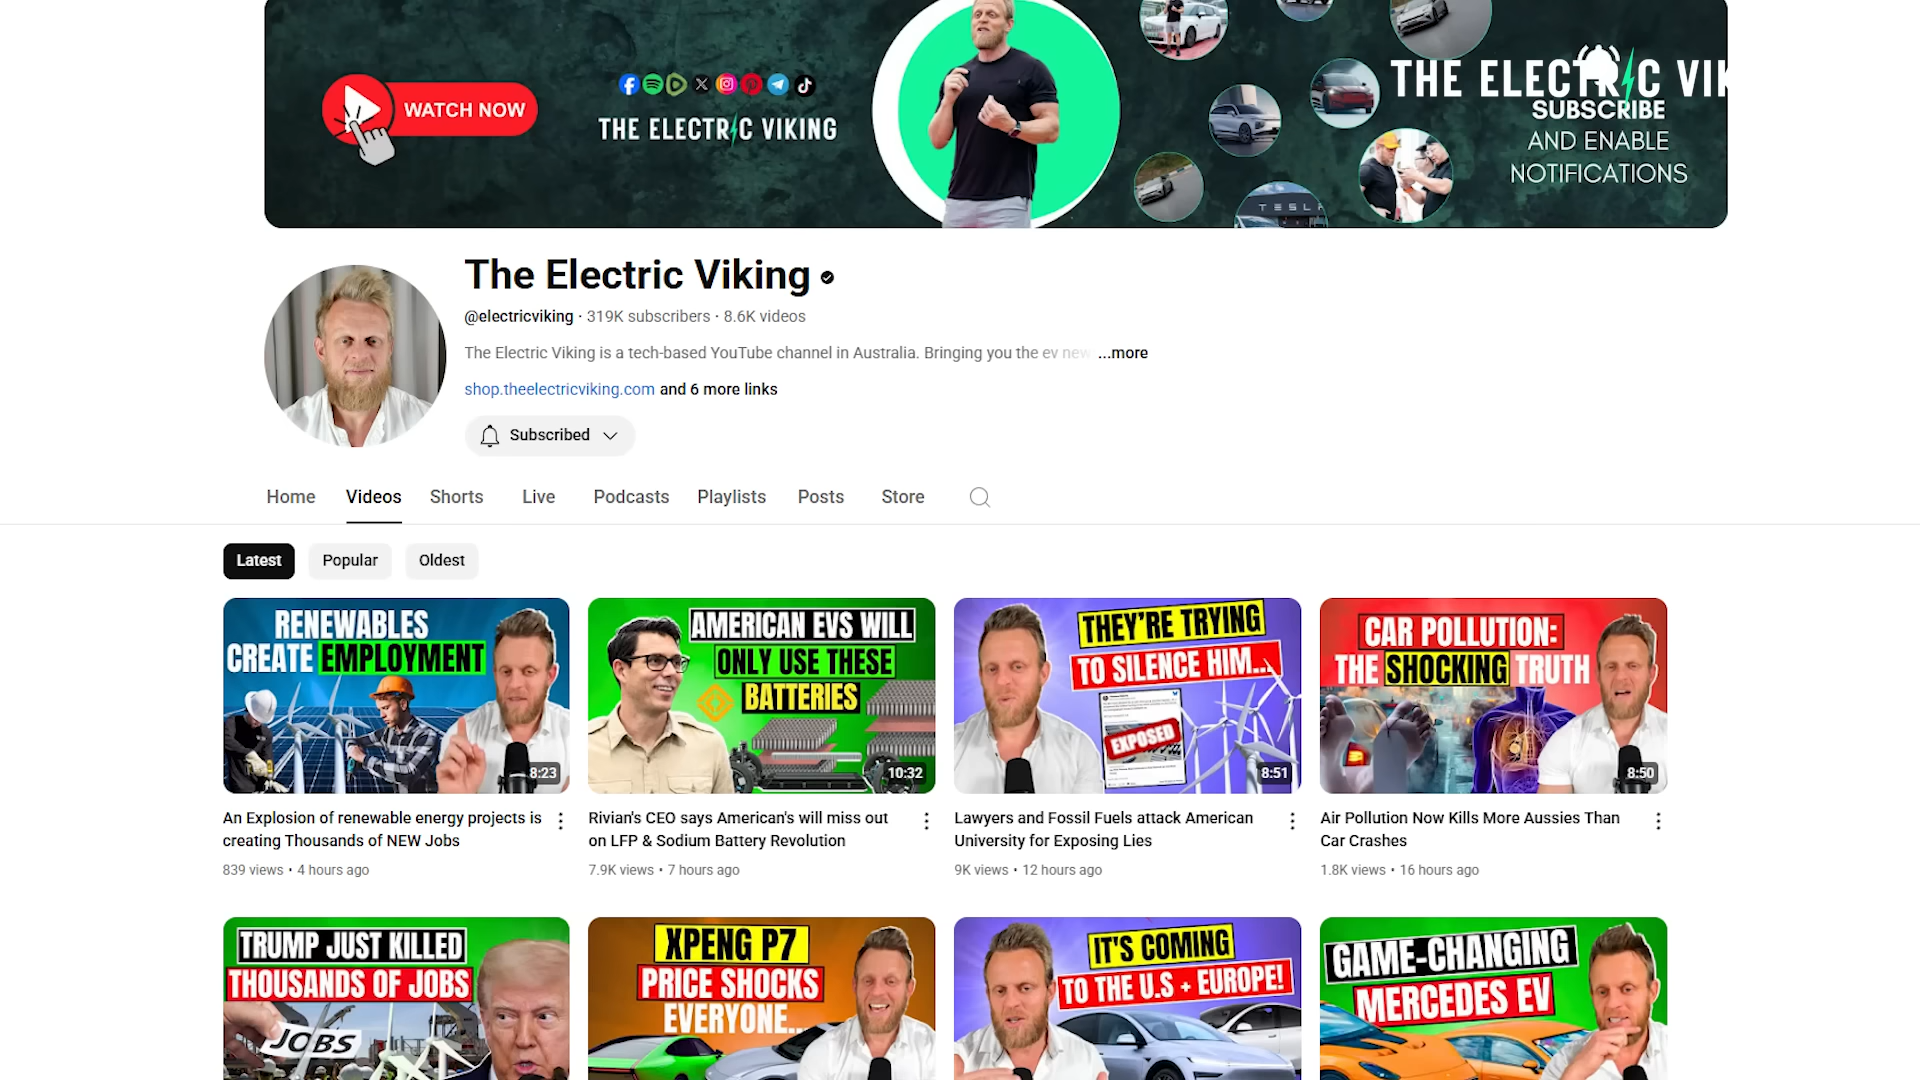 WATCH NOW
THE ELECTRIC VIKING
THE ELECTRIC VIK
SUBSCRIBE
AND ENABLE
NOTIFICATIONS
TESL
The Electric Viking
@electricviking · 319K subscribers · 8.6K videos
The Electric Viking is a tech-based YouTube channel in Australia. Bringing you the ev new ...more
shop.theelectricviking.com and 6 more links
Subscribed
Home Videos Shorts Live Podcasts Playlists Posts Store
Latest Popular Oldest
RENEWABLES
CREATE EMPLOYMENT
8:23
AMERICAN EVS WILL
ONLY USE THESE
BATTERIES
10:32
THEY'RE TRYING
TO SILENCE HIM...
EXPOSED
8:51
CAR POLLUTION:
THE SHOCKING TRUTH
8:50
An Explosion of renewable energy projects is
creating Thousands of NEW Jobs
839 views • 4 hours ago
Rivian's CEO says American's will miss out
on LFP & Sodium Battery Revolution
7.9K views • 7 hours ago
Lawyers and Fossil Fuels attack American
University for Exposing Lies
9K views • 12 hours ago
Air Pollution Now Kills More Aussies Than
Car Crashes
1.8K views • 16 hours ago
TRUMP JUST KILLED
THOUSANDS OF JOBS
JOBS
XPENG P7
PRICE SHOCKS
EVERYONE...
IT'S COMING
TO THE U.S + EUROPE!
GAME-CHANGING
MERCEDES EV